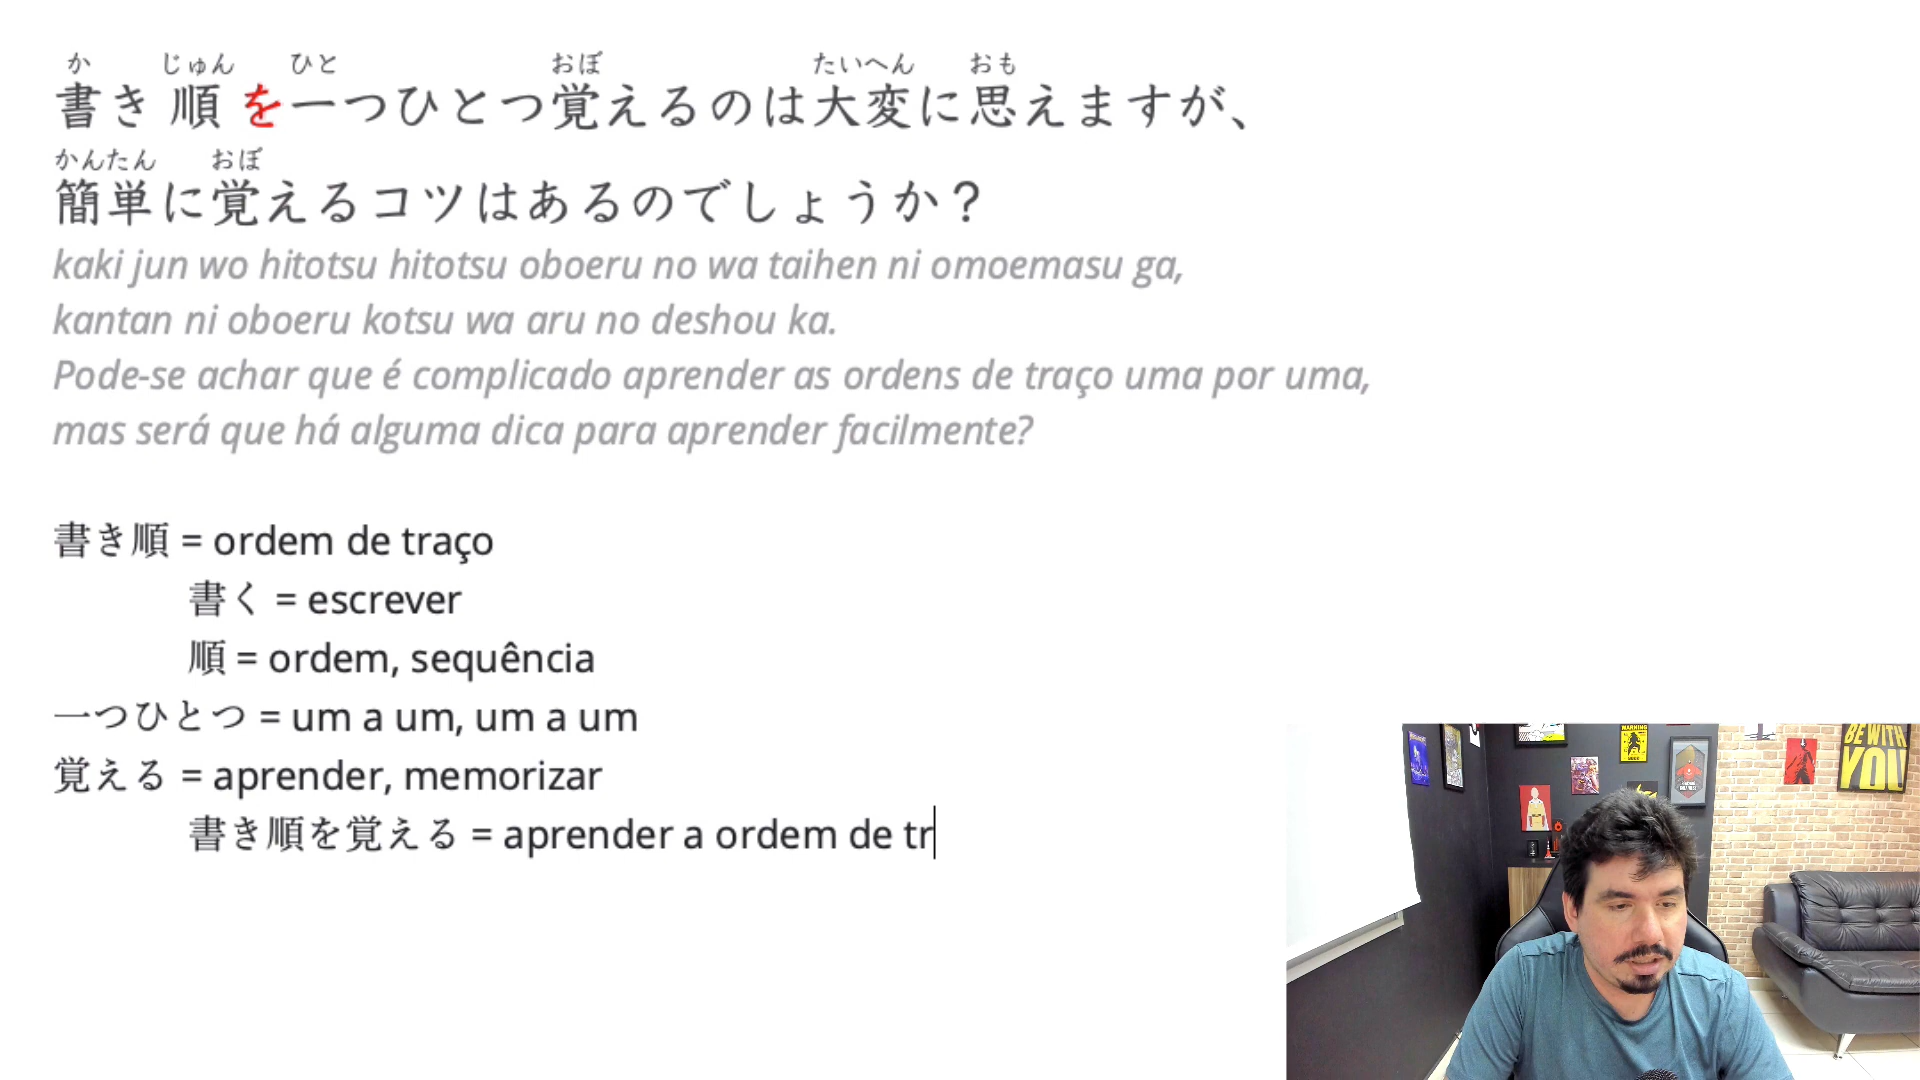 か じゅん ひと おぼ たいへん おも
書き順を一つひとつ覚えるのは大変に思えますが、
かんたん おぼ
簡単に覚えるコツはあるのでしょうか？
kaki jun wo hitotsu hitotsu oboeru no wa taihen ni omoemasu ga,
kantan ni oboeru kotsu wa aru no deshou ka.
Pode-se achar que é complicado aprender as ordens de traço uma por uma,
mas será que há alguma dica para aprender facilmente?
書き順 = ordem de traço
書く = escrever
順 = ordem, sequência
一つひとつ = um a um, um a um
覚える = aprender, memorizar
書き順を覚える = aprender a ordem de tr
WARNING
BE WITH
YOU